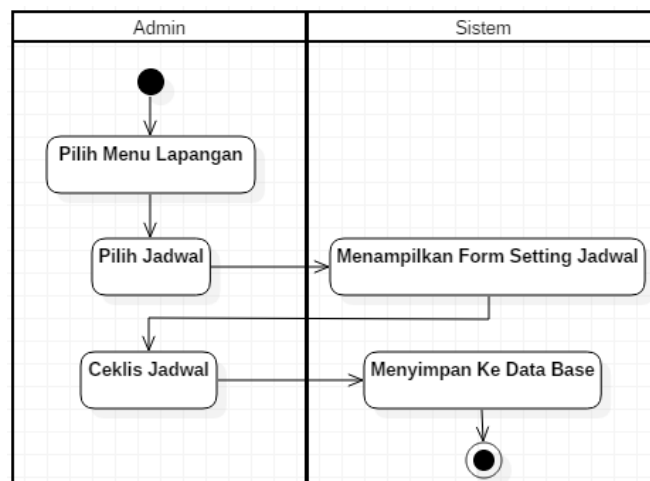 Admin
Sistem
Pilih Menu Lapangan
Pilih Jadwal
Menampilkan Form Setting Jadwal
Ceklis Jadwal
Menyimpan Ke Data Base